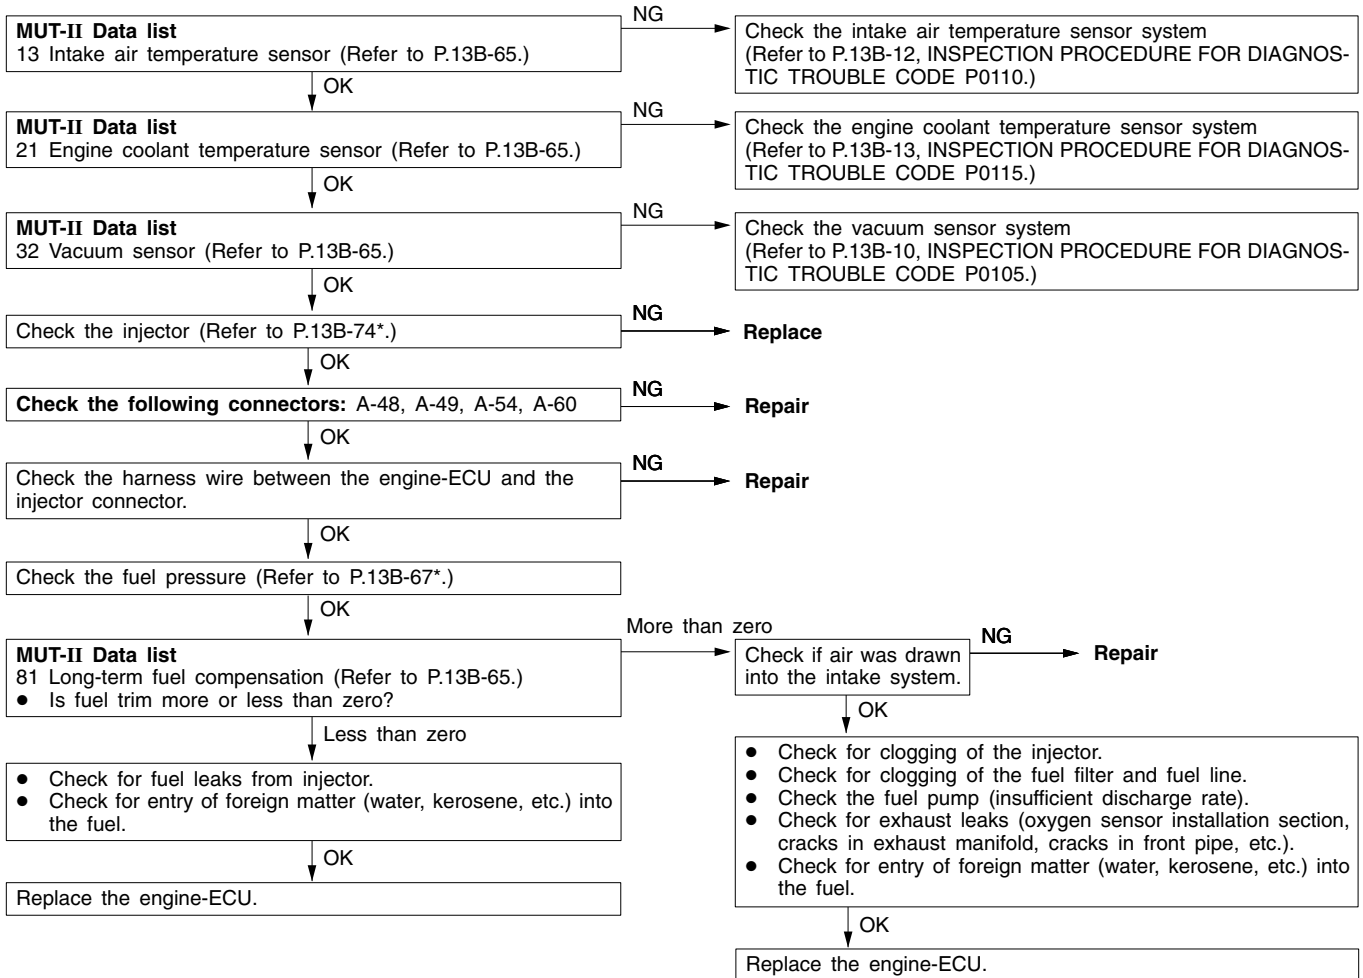 MUT-II Data list
13 Intake air temperature sensor (Refer to P.13B-65.)
NG
Check the intake air temperature sensor system
(Refer to P.13B-12, INSPECTION PROCEDURE FOR DIAGNOS-
TIC TROUBLE CODE P0110.)
OK
MUT-II Data list
21 Engine coolant temperature sensor (Refer to P.13B-65.)
NG
Check the engine coolant temperature sensor system
(Refer to P.13B-13, INSPECTION PROCEDURE FOR DIAGNOS-
TIC TROUBLE CODE P0115.)
OK
MUT-II Data list
32 Vacuum sensor (Refer to P.13B-65.)
NG
Check the vacuum sensor system
(Refer to P.13B-10, INSPECTION PROCEDURE FOR DIAGNOS-
TIC TROUBLE CODE P0105.)
OK
Check the injector (Refer to P.13B-74*.)
NG
Replace
OK
Check the following connectors: A-48, A-49, A-54, A-60
NG
Repair
OK
Check the harness wire between the engine-ECU and the
injector connector.
NG
Repair
OK
Check the fuel pressure (Refer to P.13B-67*.)
OK
MUT-II Data list
81 Long-term fuel compensation (Refer to P.13B-65.)
● Is fuel trim more or less than zero?
More than zero
Check if air was drawn
into the intake system.
NG
Repair
OK
Less than zero
● Check for fuel leaks from injector.
● Check for entry of foreign matter (water, kerosene, etc.) into
the fuel.
OK
Replace the engine-ECU.
● Check for clogging of the injector.
● Check for clogging of the fuel filter and fuel line.
● Check the fuel pump (insufficient discharge rate).
● Check for exhaust leaks (oxygen sensor installation section,
cracks in exhaust manifold, cracks in front pipe, etc.).
● Check for entry of foreign matter (water, kerosene, etc.) into
the fuel.
OK
Replace the engine-ECU.